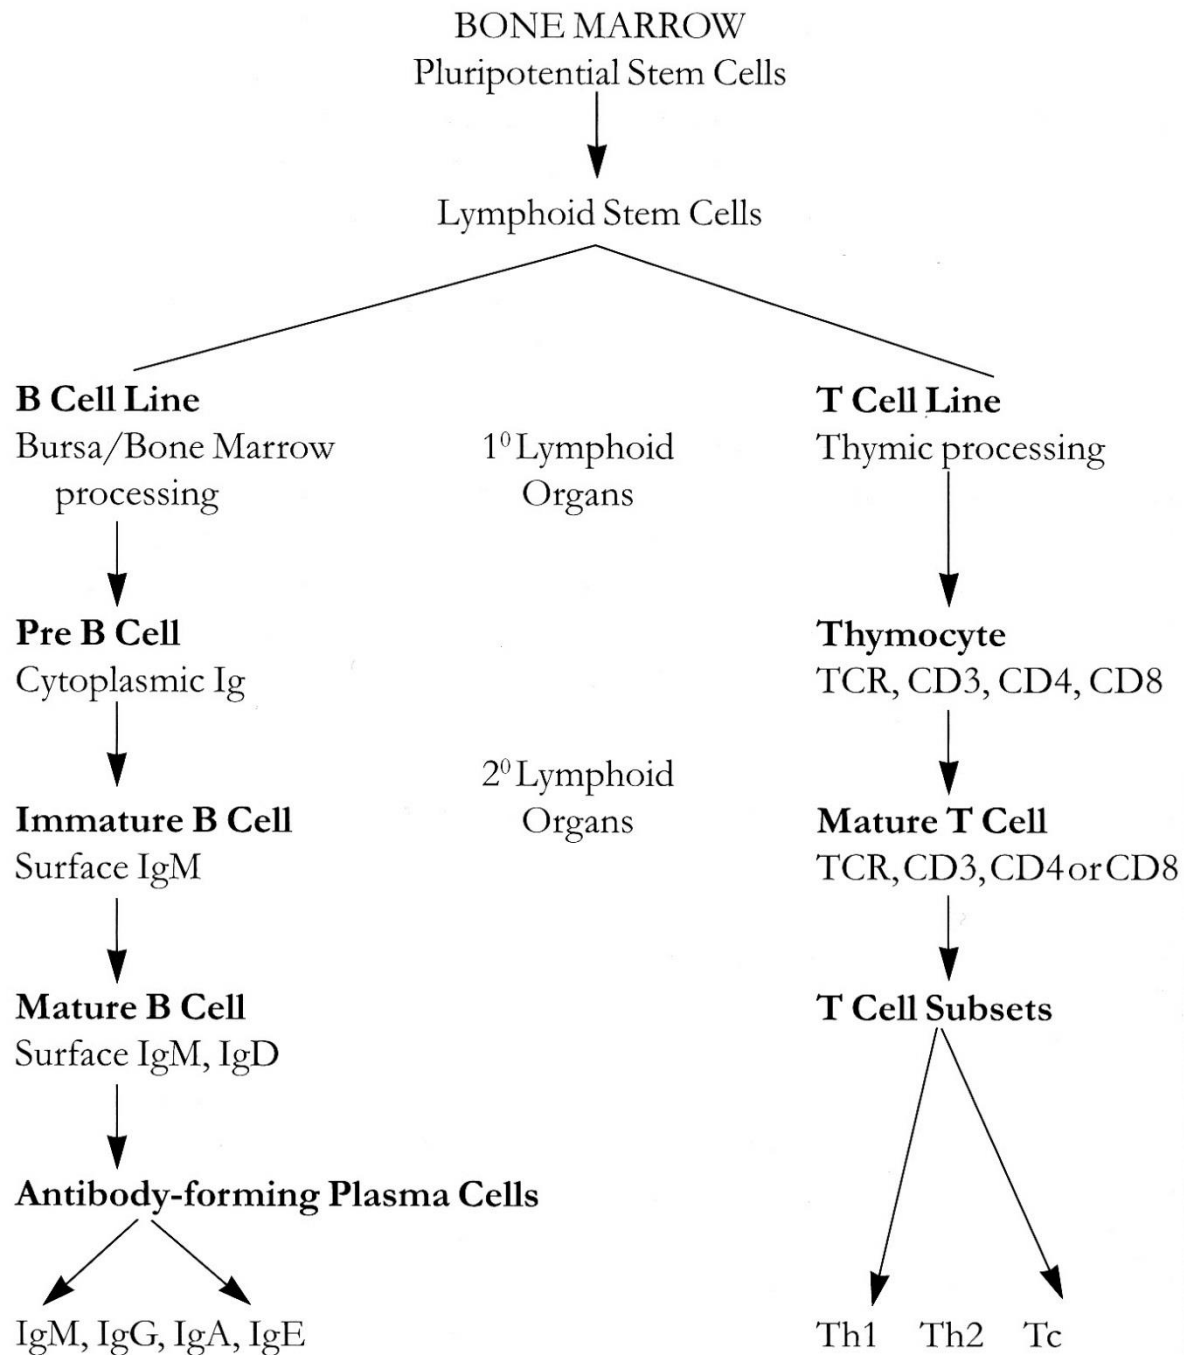 BONE MARROW
Pluripotential Stem Cells
Lymphoid Stem Cells
B Cell Line
Bursa/Bone Marrow
processing
1⁰ Lymphoid
Organs
T Cell Line
Thymic processing
Pre B Cell
Cytoplasmic Ig
Thymocyte
TCR, CD3, CD4, CD8
2⁰ Lymphoid
Organs
Immature B Cell
Surface IgM
Mature T Cell
TCR, CD3, CD4 or CD8
Mature B Cell
Surface IgM, IgD
T Cell Subsets
Antibody-forming Plasma Cells
IgM, IgG, IgA, IgE
Th1 Th2 Tc